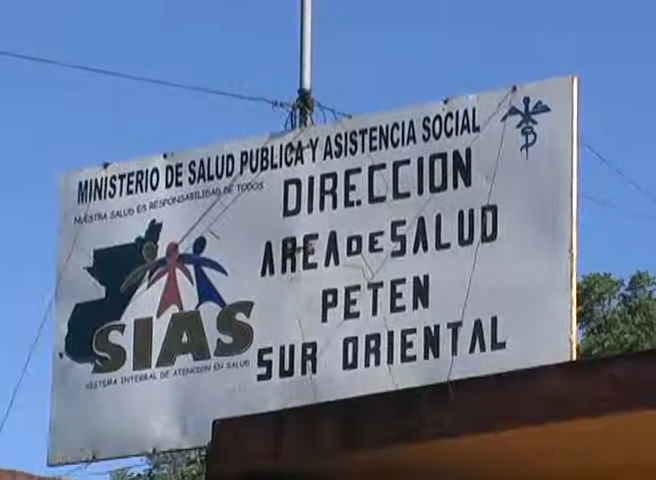 MINISTERIO DE SALUD PUBLICA Y ASISTENCIA SOCIAL
NUESTRA SALUD ES RESPONSABILIDAD DE TODOS
DIRECCION
AREA DE SALUD
PETEN
SUR ORIENTAL
SIAS
SISTEMA INTEGRAL DE ATENCION EN SALUD